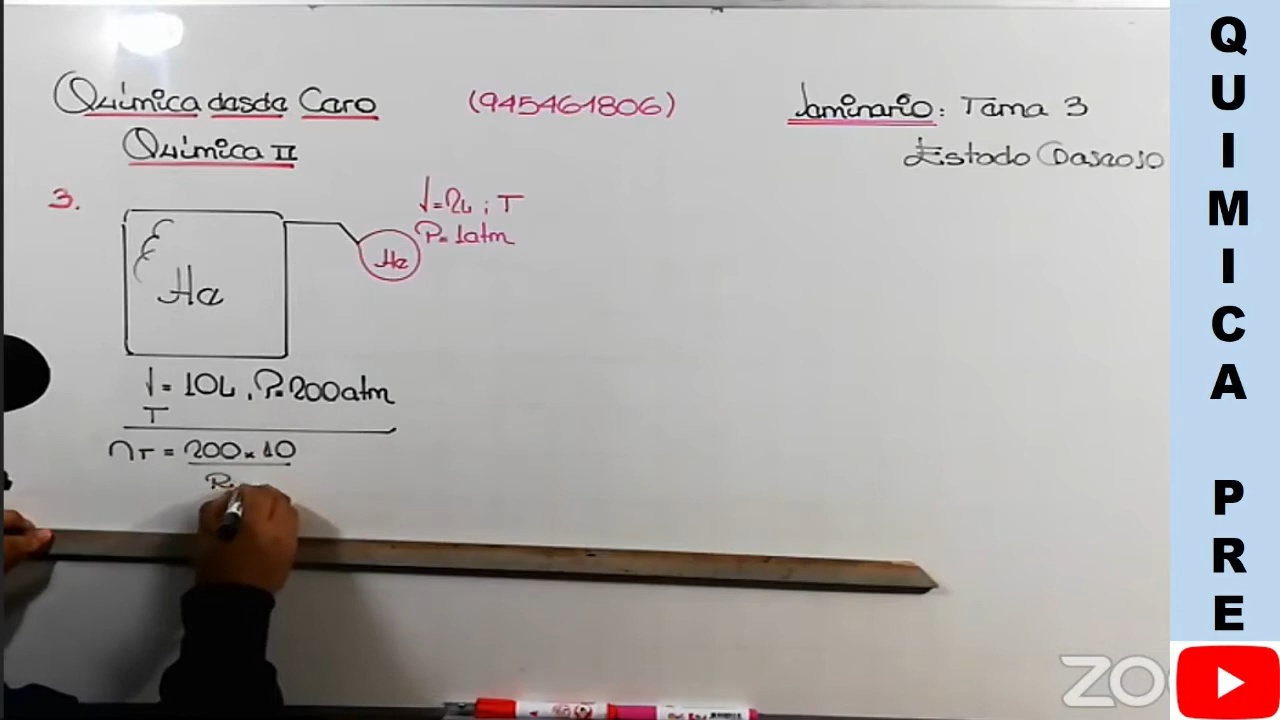 Química desde Cero
(945461806)
Seminario: Tema 3
Química II
Estado Gaseoso
3.
V=2L ; T
P=1atm
He
He
V= 10L , P=200atm
T
nT = 200 x 10
R.
QUIMICA PRE
ZO